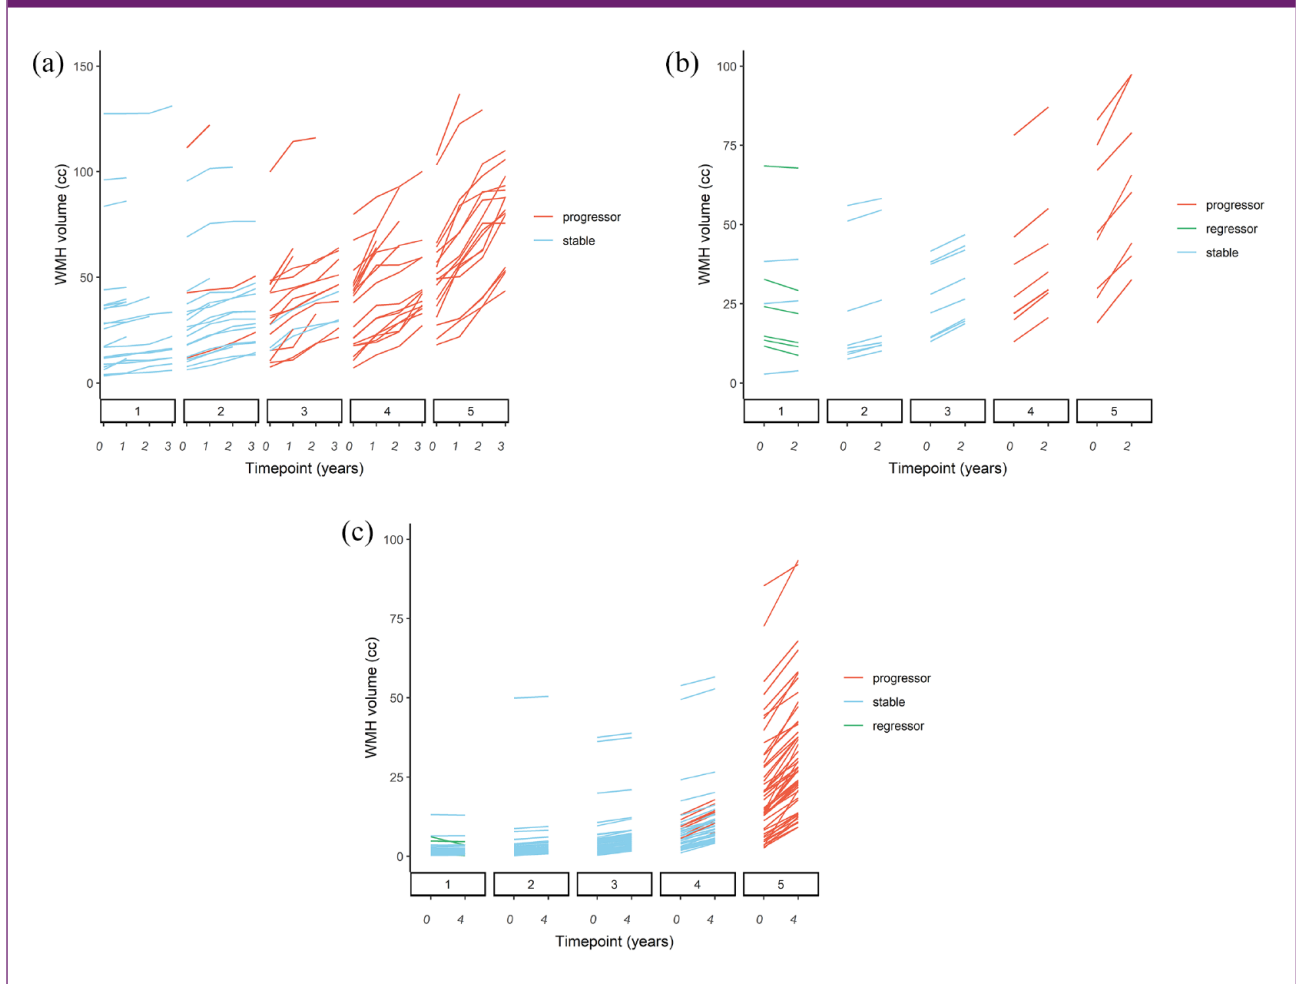 (a)
150
100
50
0
WMH volume (cc)
1 2 3 4 5
0 1 2 3 0 1 2 3 0 1 2 3 0 1 2 3 0 1 2 3
Timepoint (years)
progressor
stable
(b)
100
75
50
25
0
WMH volume (cc)
1 2 3 4 5
0 2 0 2 0 2 0 2 0 2
Timepoint (years)
progressor
regressor
stable
(c)
100
75
50
25
0
WMH volume (cc)
1 2 3 4 5
0 4 0 4 0 4 0 4 0 4
Timepoint (years)
progressor
stable
regressor